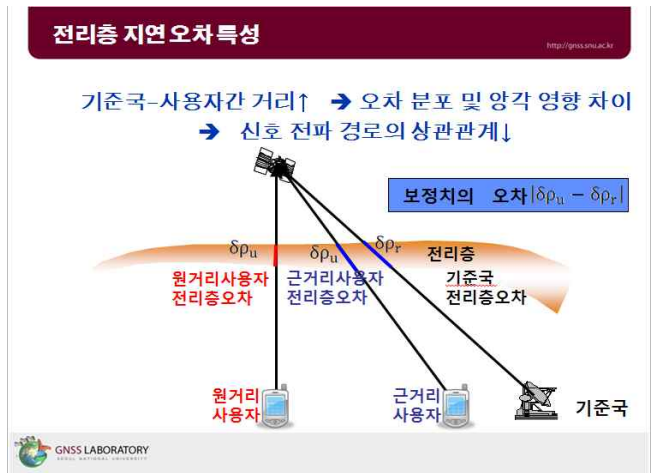 전리층 지연 오차 특성
http://gnss.snu.ac.kr
기준국-사용자간 거리↑ ➔ 오차 분포 및 앙각 영향 차이
➔ 신호 전파 경로의 상관관계↓
보정치의 오차|δρu − δρr|
δρu
δρu
δρr
전리층
원거리사용자
전리층오차
근거리사용자
전리층오차
기준국
전리층오차
원거리
사용자
근거리
사용자
기준국
GNSS LABORATORY
SEOUL NATIONAL UNIVERSITY